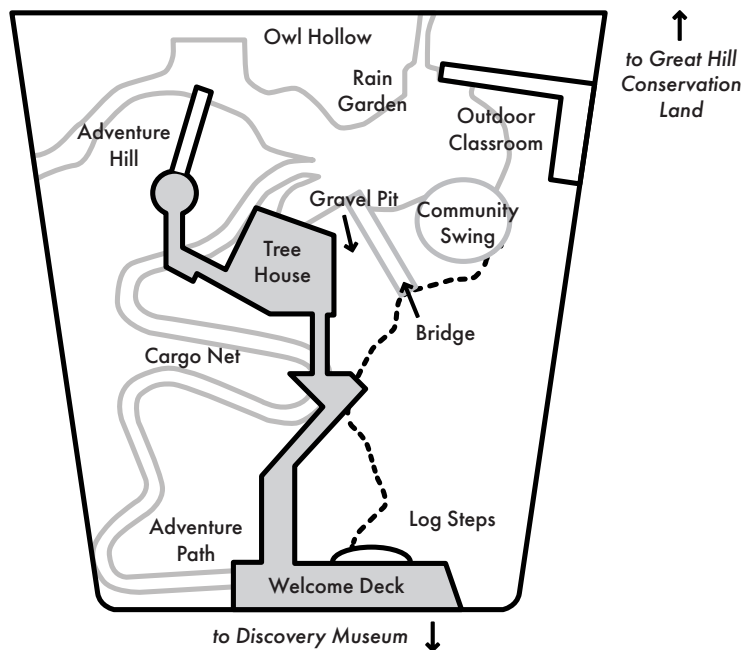 Owl Hollow
to Great Hill
Conservation
Land
Rain
Garden
Outdoor
Classroom
Adventure
Hill
Gravel Pit
Community
Swing
Tree
House
Bridge
Cargo Net
Log Steps
Adventure
Path
Welcome Deck
to Discovery Museum